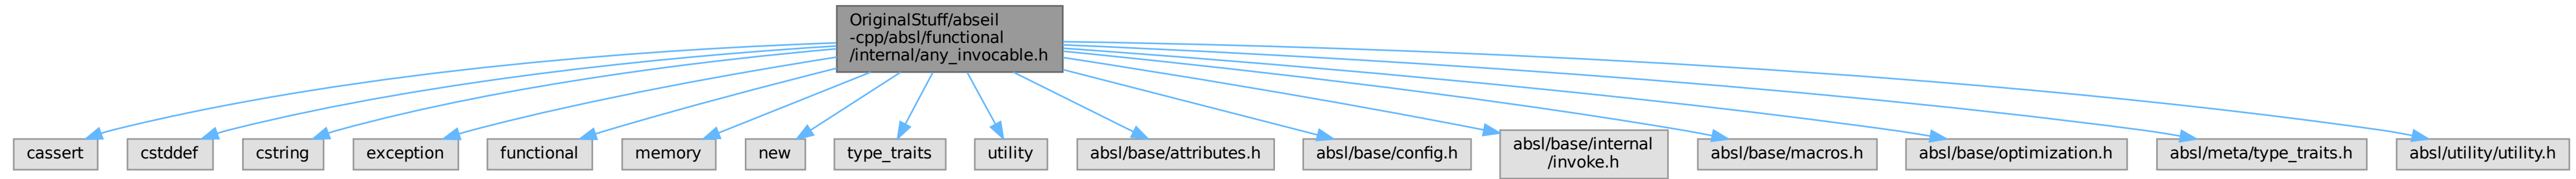 OriginalStuff/abseil
-cpp/absl/functional
/internal/any_invocable.h
cassert
cstddef
cstring
exception
functional
memory
new
type_traits
utility
absl/base/attributes.h
absl/base/config.h
absl/base/internal
/invoke.h
absl/base/macros.h
absl/base/optimization.h
absl/meta/type_traits.h
absl/utility/utility.h